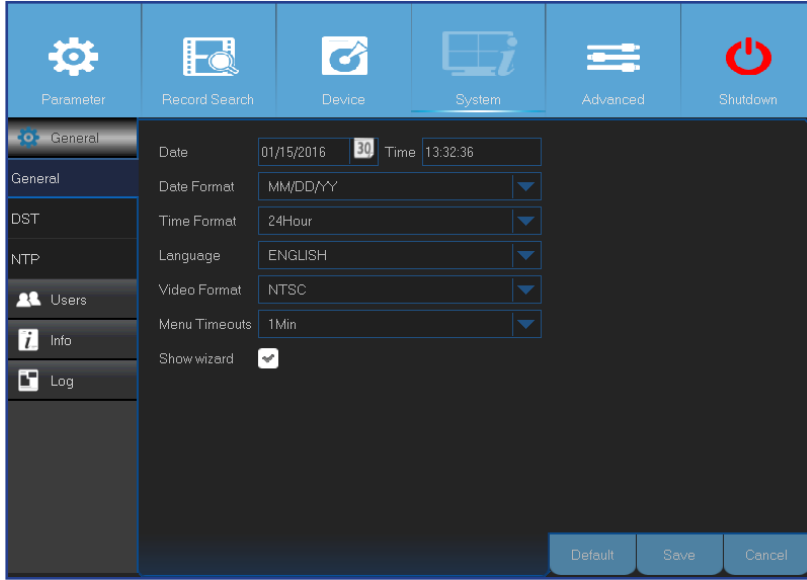 Parameter Record Search Device System Advanced Shutdown
General
General
DST
NTP
Users
Info
Log
Date 01/15/2016 30 Time 13:32:36
Date Format MM/DD/YY
Time Format 24Hour
Language ENGLISH
Video Format NTSC
Menu Timeouts 1Min
Show wizard
Default Save Cancel